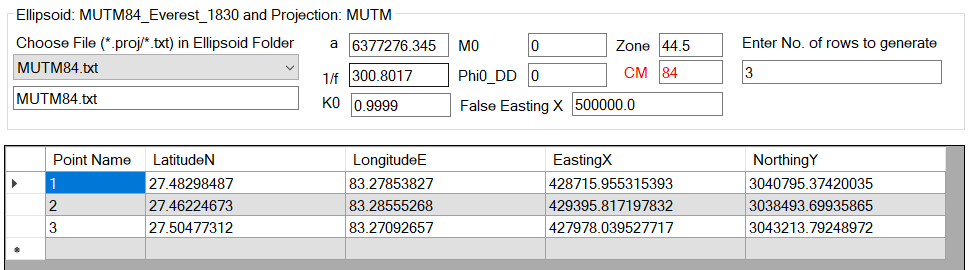 Ellipsoid: MUTM84_Everest_1830 and Projection: MUTM
Choose File (*.proj/*.txt) in Ellipsoid Folder
MUTM84.txt
MUTM84.txt
a 6377276.345 M0 0 Zone 44.5
1/f 300.8017 Phi0_DD 0 CM 84
K0 0.9999 False Easting X 500000.0
Enter No. of rows to generate
3
Point Name LatitudeN LongitudeE EastingX NorthingY
1 27.48298487 83.27853827 428715.955315393 3040795.37420035
2 27.46224673 83.28555268 429395.817197832 3038493.69935865
3 27.50477312 83.27092657 427978.039527717 3043213.79248972
*